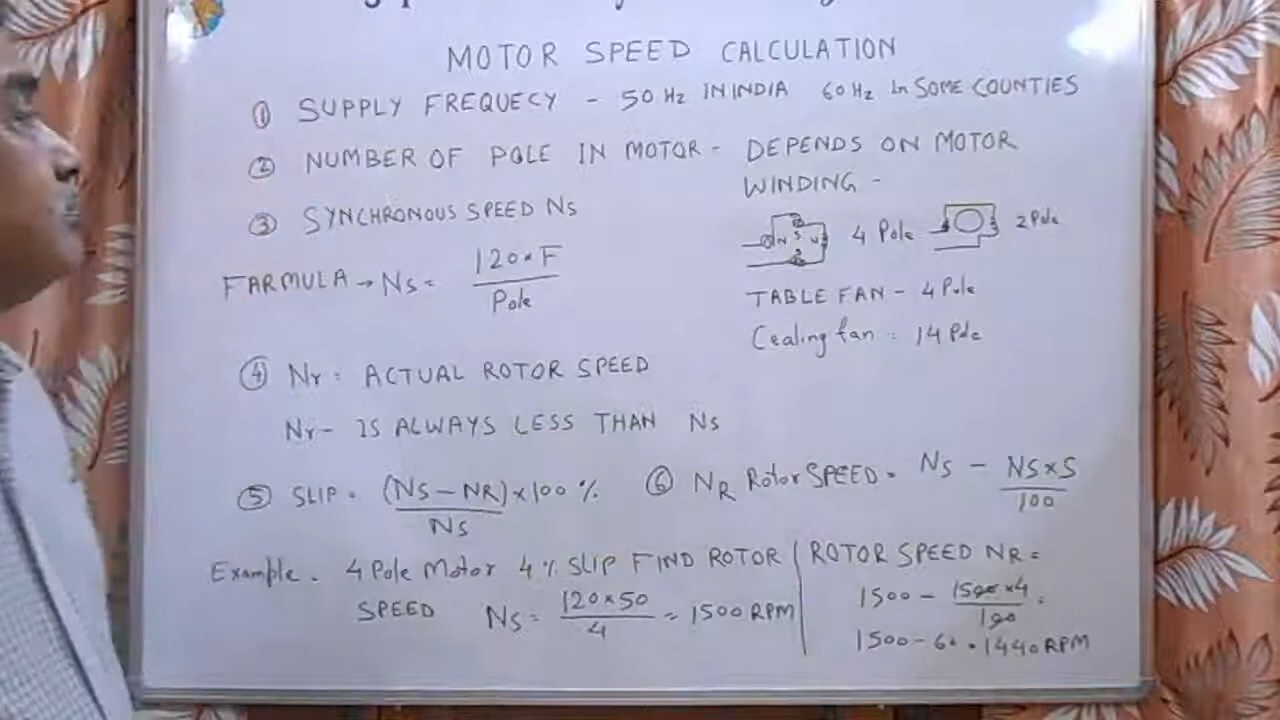 MOTOR SPEED CALCULATION
① SUPPLY FREQUECY - 50 Hz IN INDIA 60 Hz In SOME COUNTIES
② NUMBER OF POLE IN MOTOR - DEPENDS ON MOTOR
WINDING -
③ SYNCHRONOUS SPEED Ns
N S N 4 Pole 2 Pole
FARMULA → Ns = 120 × F / Pole
TABLE FAN - 4 Pole
Cealing fan = 14 Pole
④ Nr = ACTUAL ROTOR SPEED
Nr - IS ALWAYS LESS THAN Ns
⑤ SLIP = (Ns - NR) × 100 % / Ns
⑥ NR Rotor SPEED = Ns - Ns × S / 100
Example - 4 Pole Motor 4 % SLIP FIND ROTOR
SPEED Ns = 120 × 50 / 4 = 1500 RPM
ROTOR SPEED NR =
1500 - 1500 × 4 / 100 =
1500 - 60 = 1440 RPM